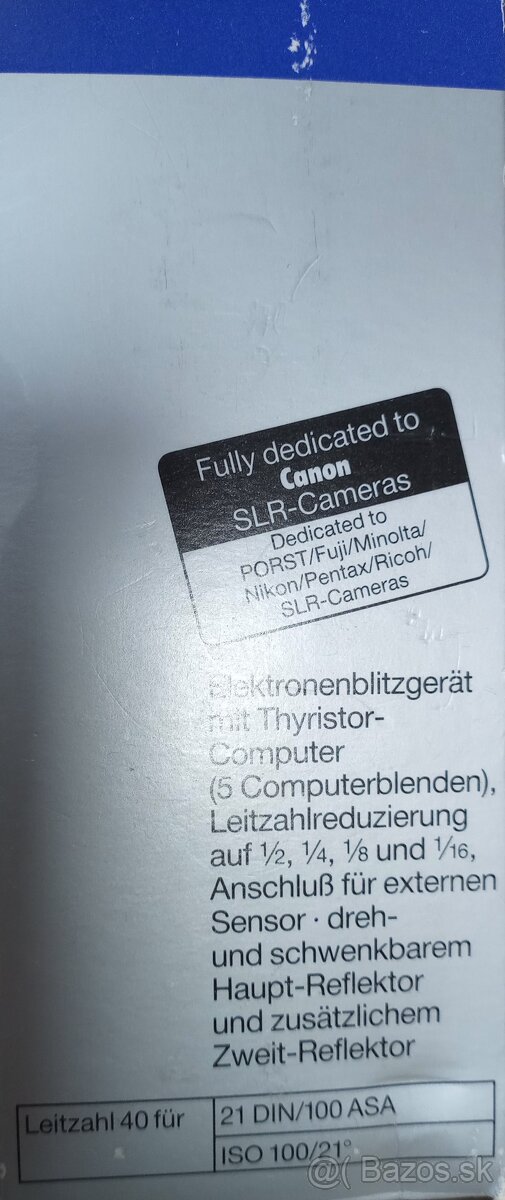 Fully dedicated to
Canon
SLR-Cameras
Dedicated to
PORST/Fuji/Minolta/
Nikon/Pentax/Ricoh/
SLR-Cameras
Elektronenblitzgerät
mit Thyristor-
Computer
(5 Computerblenden),
Leitzahlreduzierung
auf ½, ¼, ⅛ und 1/16,
Anschluß für externen
Sensor · dreh-
und schwenkbarem
Haupt-Reflektor
und zusätzlichem
Zweit-Reflektor
Leitzahl 40 für
21 DIN/100 ASA
ISO 100/21°
@( Bazos.sk